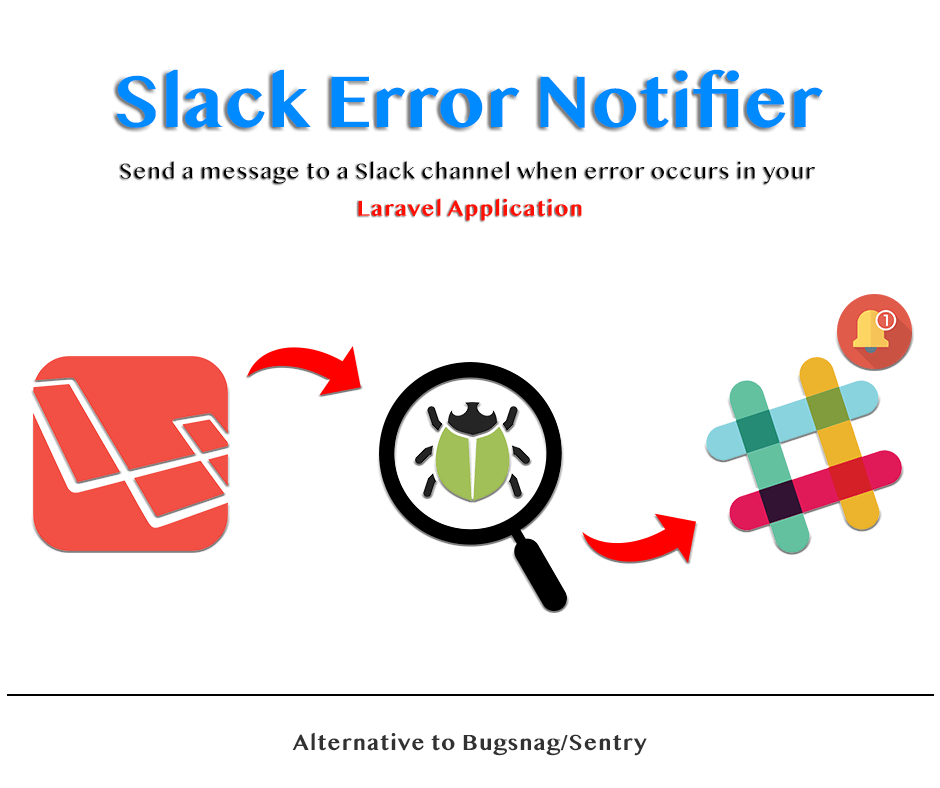 Slack Error Notifier
Send a message to a Slack channel when error occurs in your
Laravel Application
1
Alternative to Bugsnag/Sentry